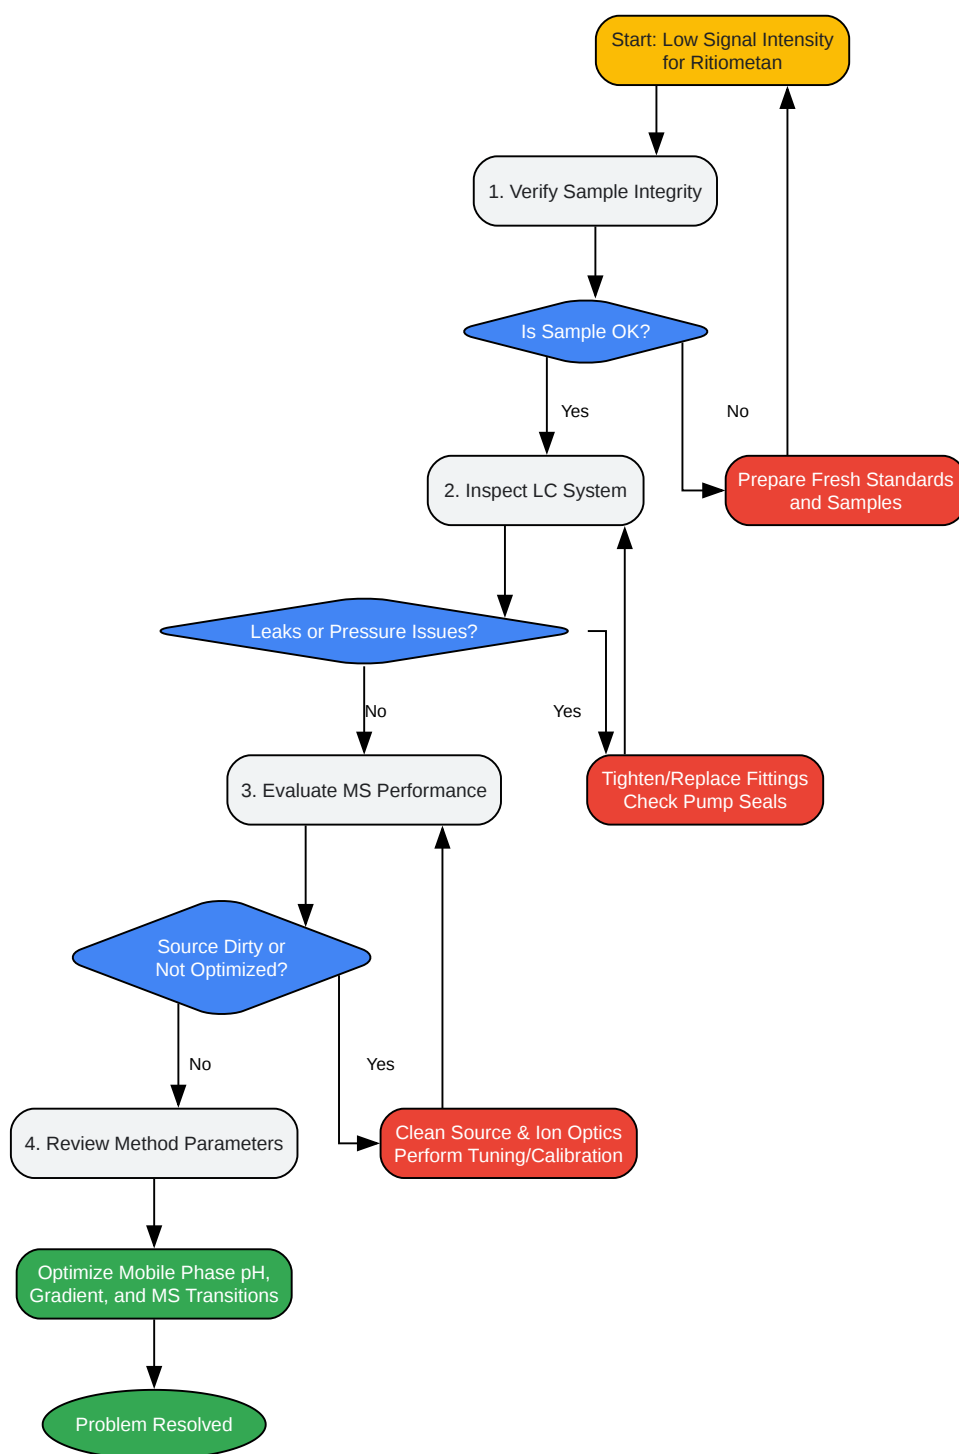 Start: Low Signal Intensity
for Ritiometan
1. Verify Sample Integrity
Is Sample OK?
Yes
No
2. Inspect LC System
Prepare Fresh Standards
and Samples
Leaks or Pressure Issues?
No
Yes
3. Evaluate MS Performance
Tighten/Replace Fittings
Check Pump Seals
Source Dirty or
Not Optimized?
No
Yes
4. Review Method Parameters
Clean Source & Ion Optics
Perform Tuning/Calibration
Optimize Mobile Phase pH,
Gradient, and MS Transitions
Problem Resolved